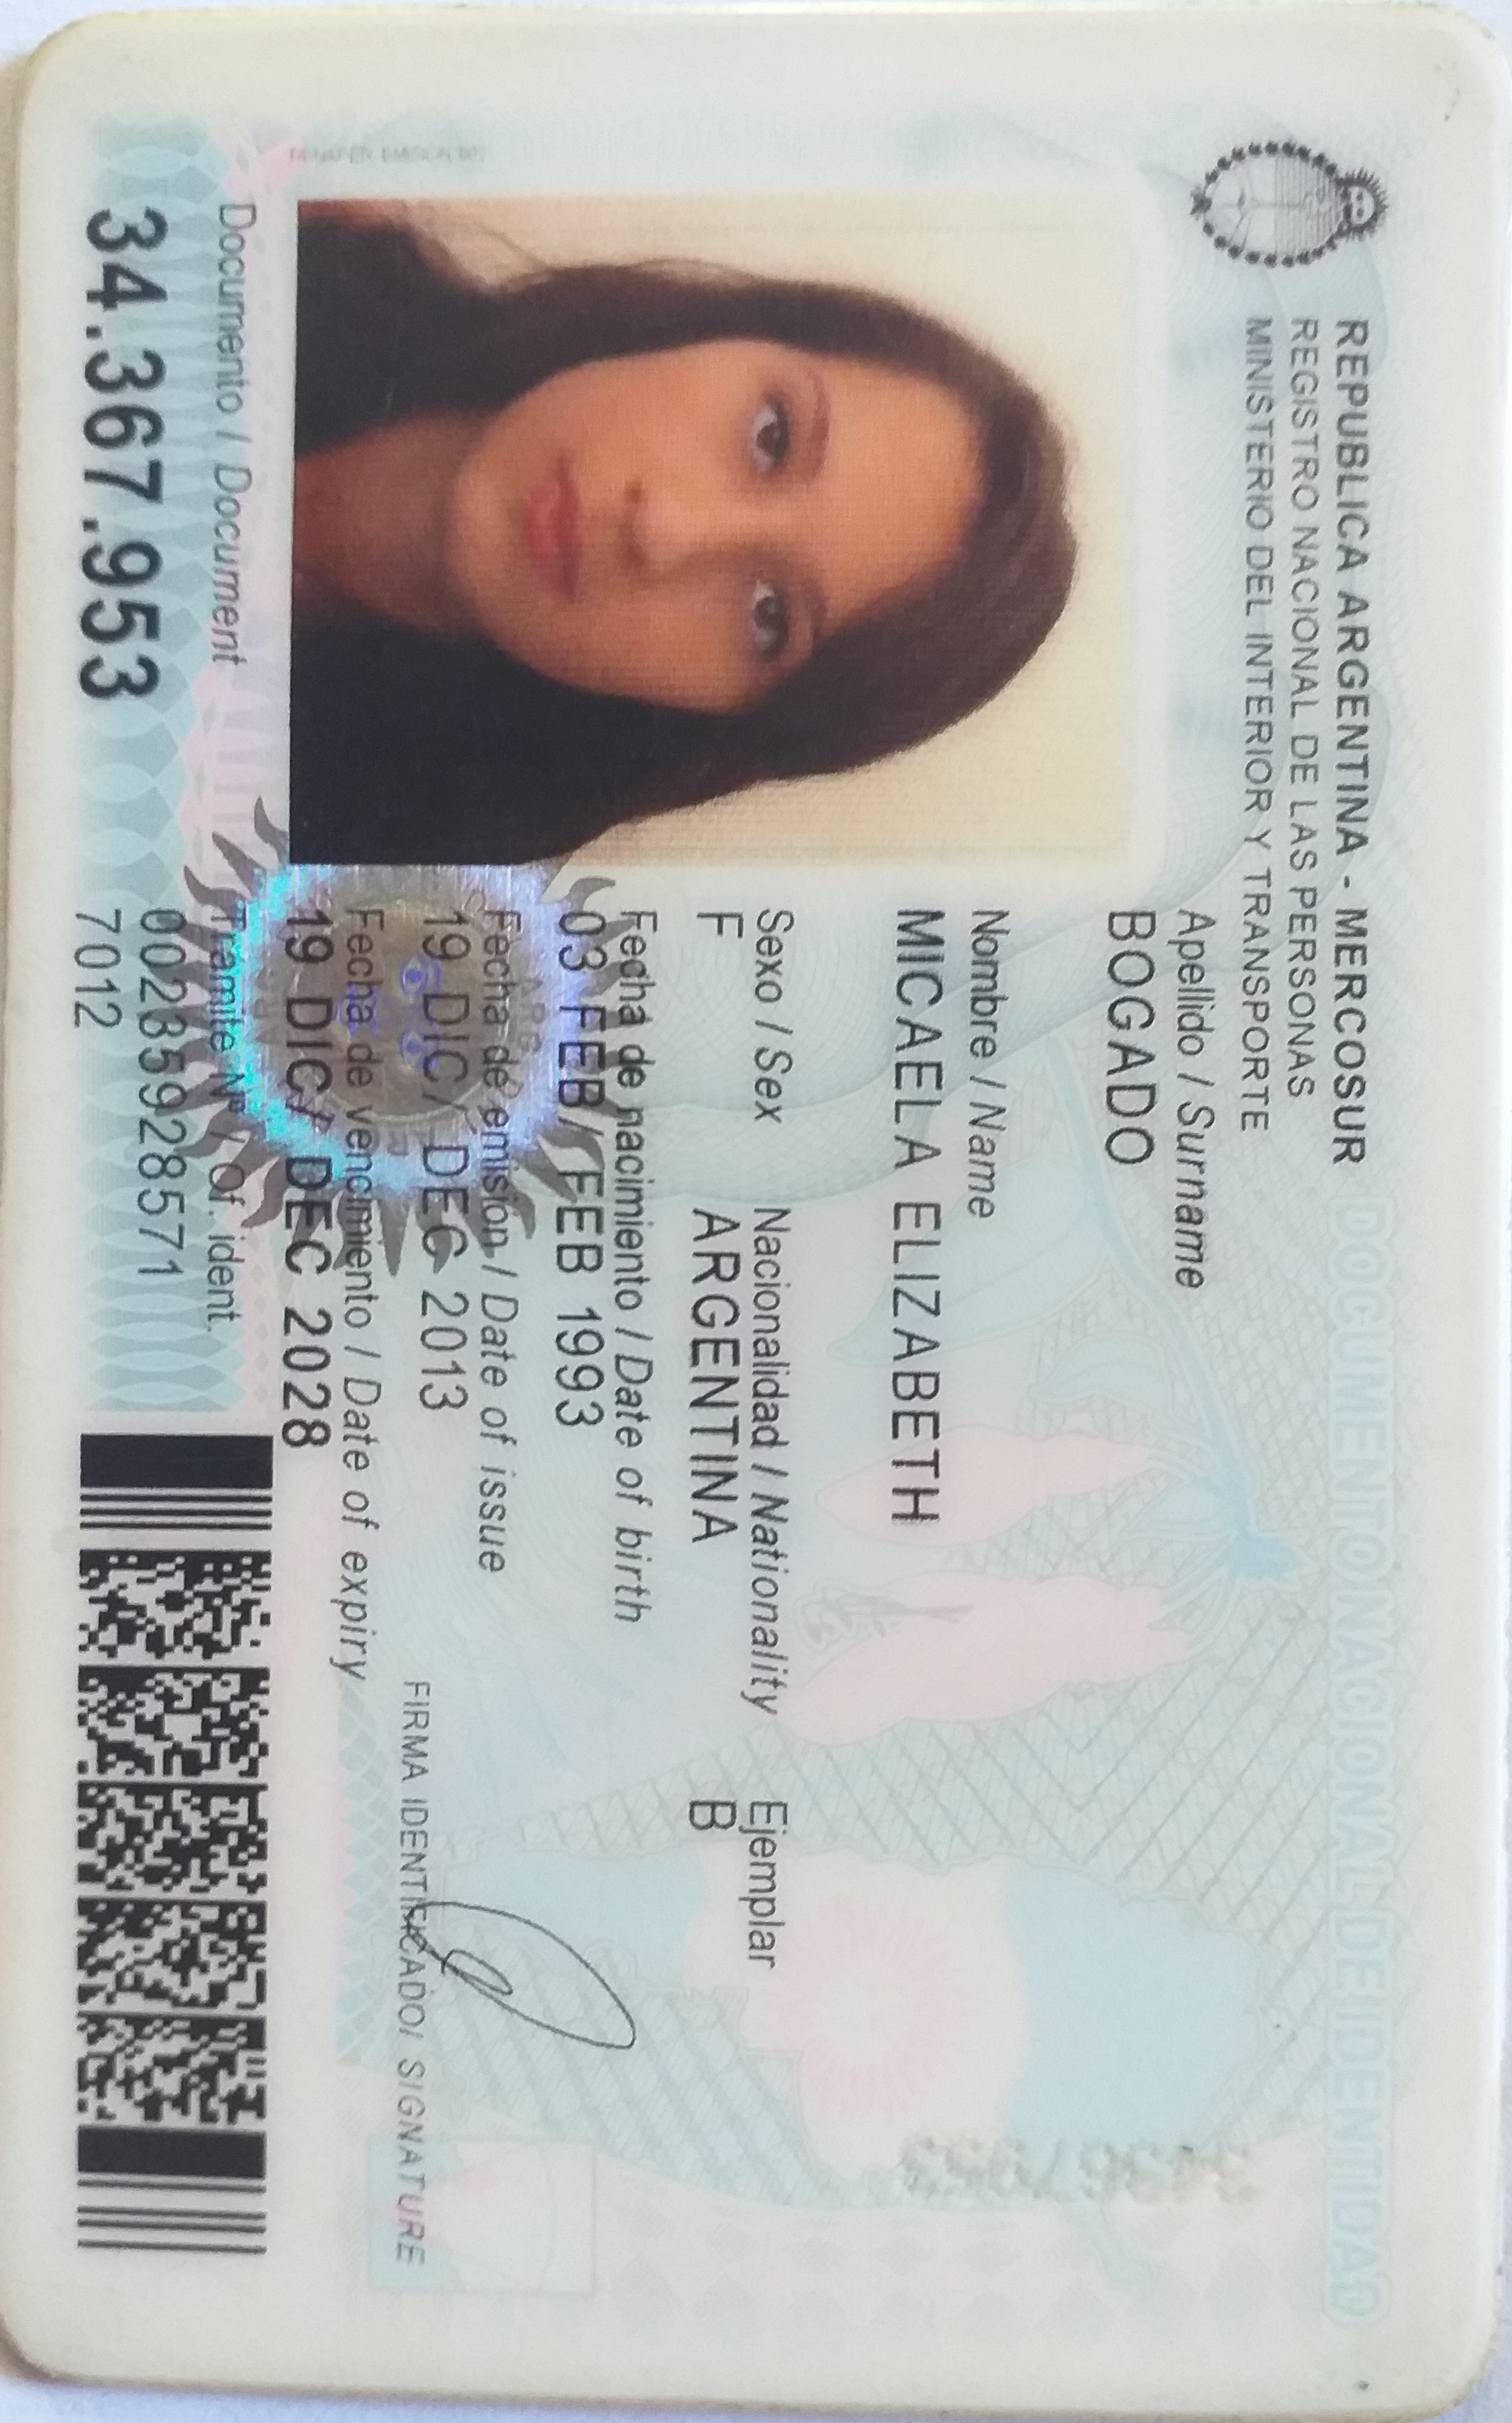 REPUBLICA ARGENTINA - MERCOSUR
REGISTRO NACIONAL DE LAS PERSONAS
MINISTERIO DEL INTERIOR Y TRANSPORTE
DOCUMENTO NACIONAL DE IDENTIDAD
Apellido / Surname
BOGADO
Nombre / Name
MICAELA ELIZABETH
Sexo / Sex Nacionalidad / Nationality Ejemplar
F ARGENTINA B
Fecha de nacimiento / Date of birth
03 FEB / FEB 1993
Fecha de emisión / Date of issue
19 DIC / DEC 2013
Fecha de vencimiento / Date of expiry
19 DIC / DEC 2028
FIRMA IDENTIFICADO / SIGNATURE
Documento / Document
34.367.953
Trámite Nº / Of. ident.
00235928571
7012
34367953